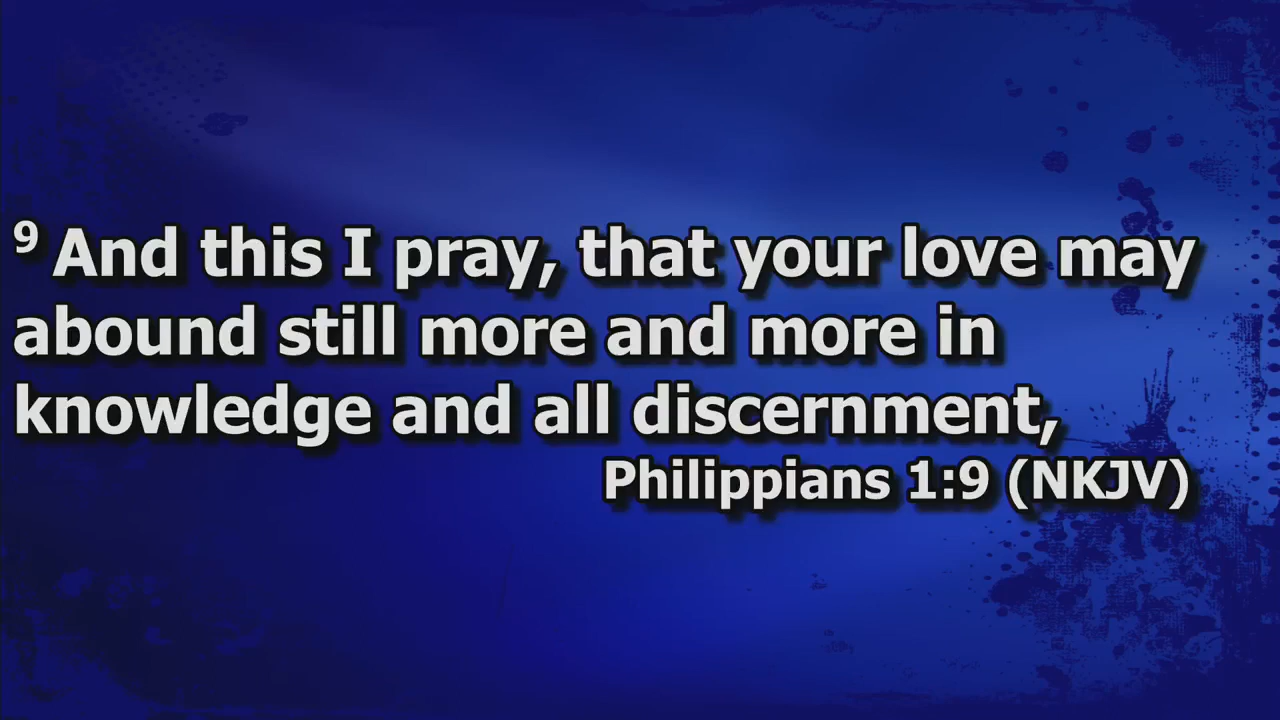 9 And this I pray, that your love may
abound still more and more in
knowledge and all discernment,
Philippians 1:9 (NKJV)